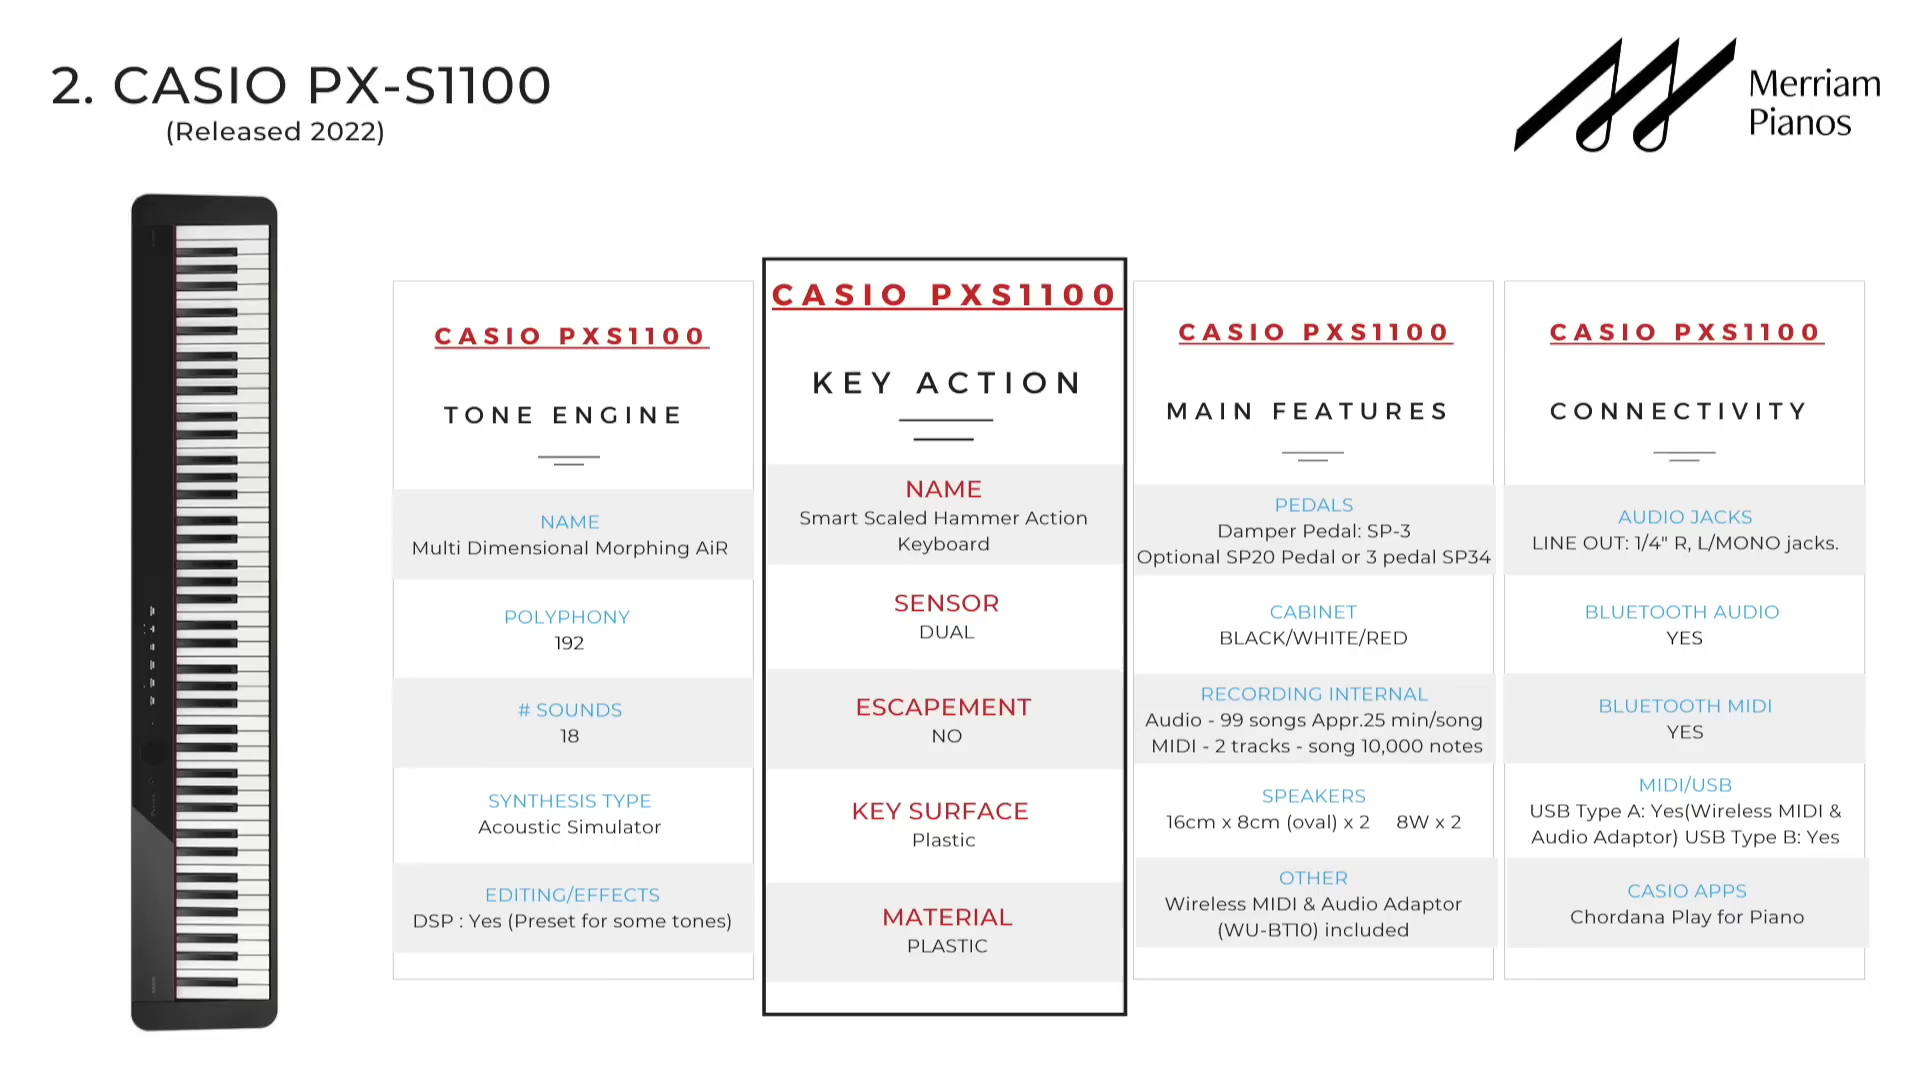 2. CASIO PX-S1100
(Released 2022)
Merriam
Pianos
CASIO PXS1100
TONE ENGINE
NAME
Multi Dimensional Morphing AiR
POLYPHONY
192
# SOUNDS
18
SYNTHESIS TYPE
Acoustic Simulator
EDITING/EFFECTS
DSP : Yes (Preset for some tones)
CASIO PXS1100
KEY ACTION
NAME
Smart Scaled Hammer Action
Keyboard
SENSOR
DUAL
ESCAPEMENT
NO
KEY SURFACE
Plastic
MATERIAL
PLASTIC
CASIO PXS1100
MAIN FEATURES
PEDALS
Damper Pedal: SP-3
Optional SP20 Pedal or 3 pedal SP34
CABINET
BLACK/WHITE/RED
RECORDING INTERNAL
Audio - 99 songs Appr.25 min/song
MIDI - 2 tracks - song 10,000 notes
SPEAKERS
16cm x 8cm (oval) x 2 8W x 2
OTHER
Wireless MIDI & Audio Adaptor
(WU-BT10) included
CASIO PXS1100
CONNECTIVITY
AUDIO JACKS
LINE OUT: 1/4" R, L/MONO jacks.
BLUETOOTH AUDIO
YES
BLUETOOTH MIDI
YES
MIDI/USB
USB Type A: Yes(Wireless MIDI &
Audio Adaptor) USB Type B: Yes
CASIO APPS
Chordana Play for Piano